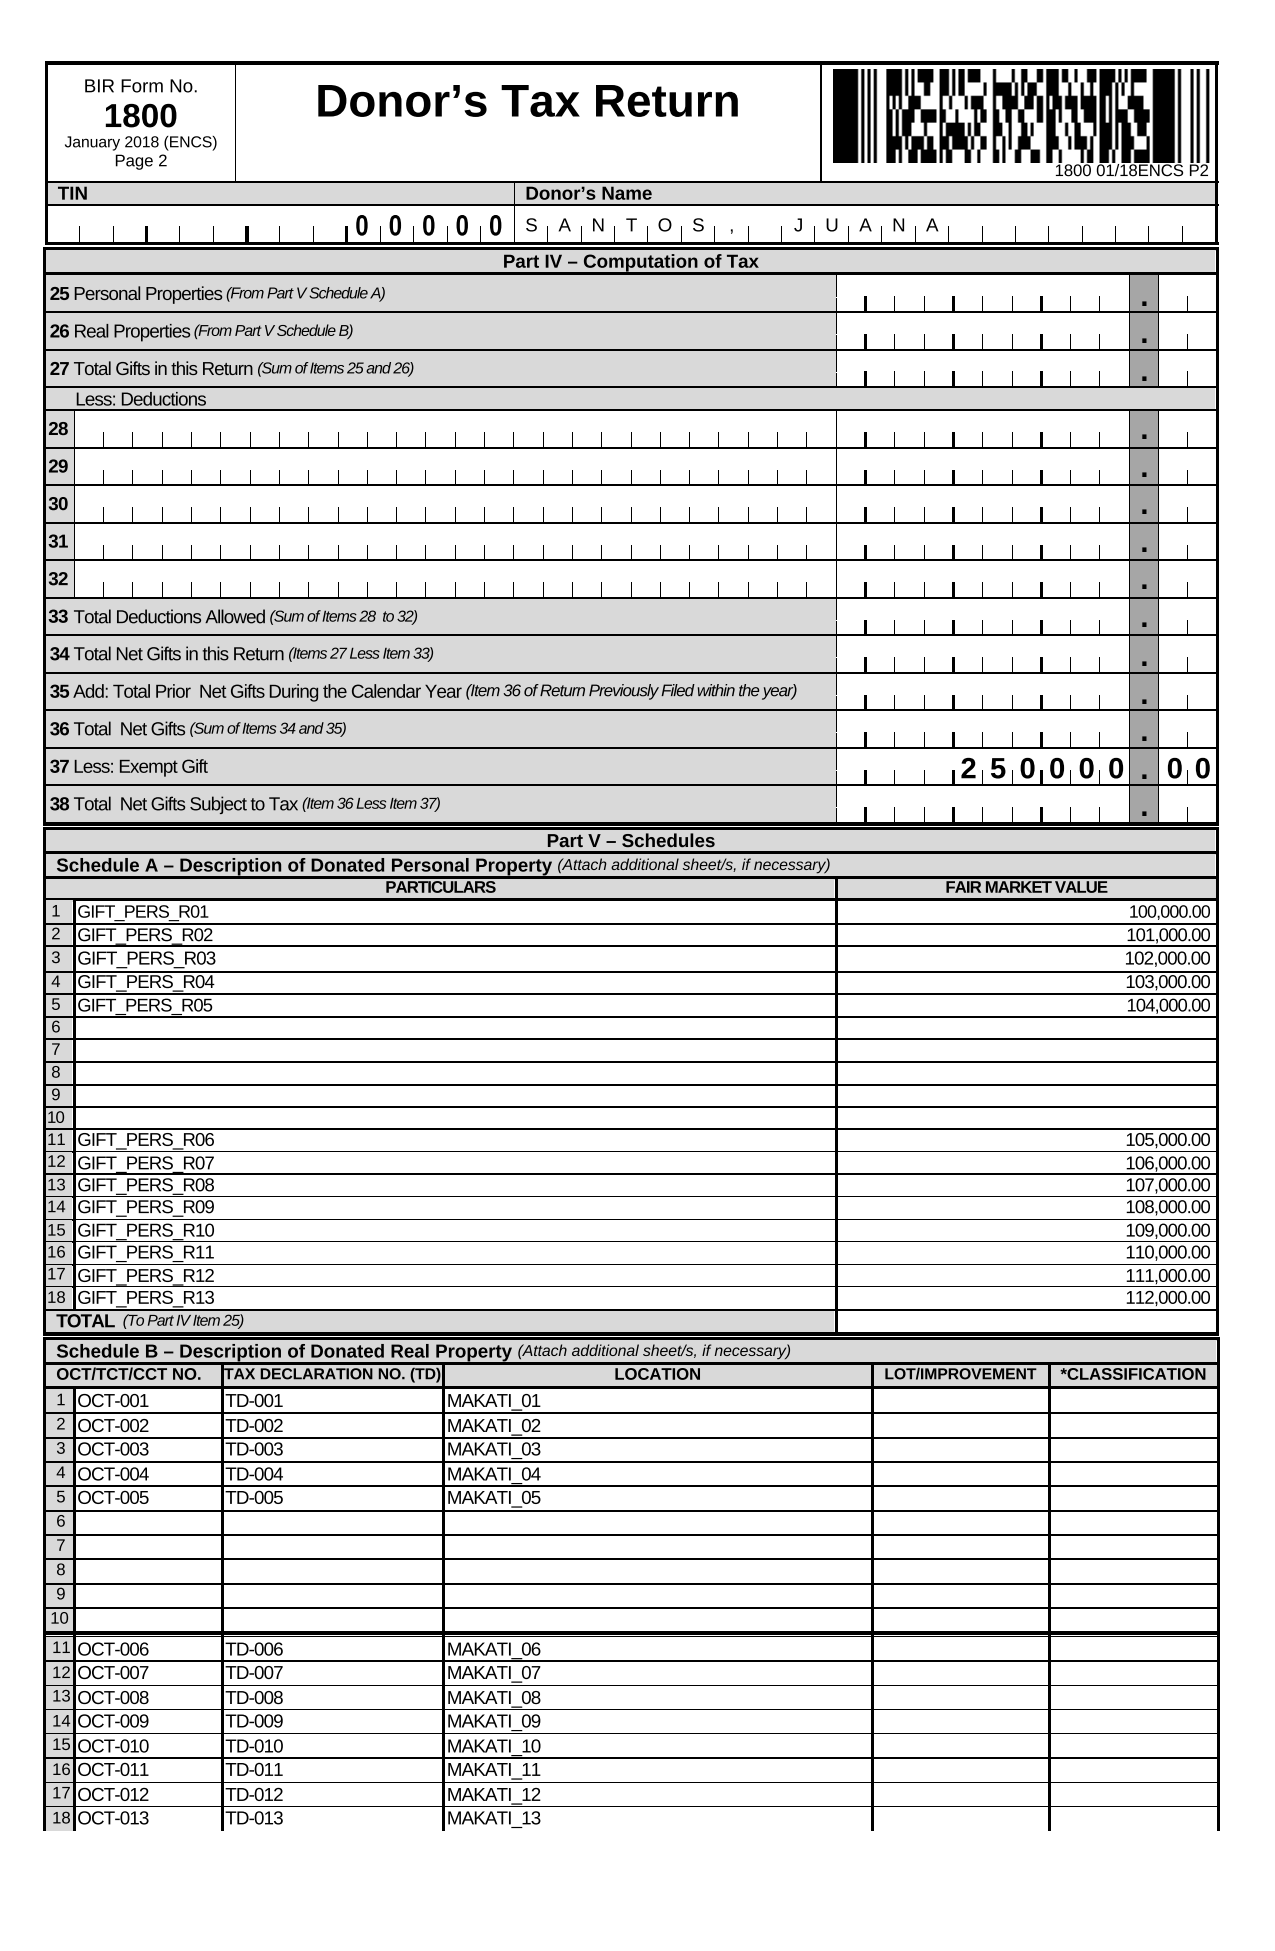 BIR Form No.
1800
January 2018 (ENCS)
Page 2
Donor’s Tax Return
1800 01/18ENCS P2
TIN
Donor’s Name
0 0 0 0 0
S A N T O S , J U A N A
Part IV – Computation of Tax
25 Personal Properties (From Part V Schedule A) .
26 Real Properties (From Part V Schedule B) .
27 Total Gifts in this Return (Sum of Items 25 and 26) .
Less: Deductions
28 .
29 .
30 .
31 .
32 .
33 Total Deductions Allowed (Sum of Items 28 to 32) .
34 Total Net Gifts in this Return (Items 27 Less Item 33) .
35 Add: Total Prior Net Gifts During the Calendar Year (Item 36 of Return Previously Filed within the year) .
36 Total Net Gifts (Sum of Items 34 and 35) .
37 Less: Exempt Gift 2 5 0 0 0 0 . 0 0
38 Total Net Gifts Subject to Tax (Item 36 Less Item 37) .
Part V – Schedules
Schedule A – Description of Donated Personal Property (Attach additional sheet/s, if necessary)
PARTICULARS FAIR MARKET VALUE
1 GIFT_PERS_R01 100,000.00
2 GIFT_PERS_R02 101,000.00
3 GIFT_PERS_R03 102,000.00
4 GIFT_PERS_R04 103,000.00
5 GIFT_PERS_R05 104,000.00
6
7
8
9
10
11 GIFT_PERS_R06 105,000.00
12 GIFT_PERS_R07 106,000.00
13 GIFT_PERS_R08 107,000.00
14 GIFT_PERS_R09 108,000.00
15 GIFT_PERS_R10 109,000.00
16 GIFT_PERS_R11 110,000.00
17 GIFT_PERS_R12 111,000.00
18 GIFT_PERS_R13 112,000.00
TOTAL (To Part IV Item 25)
Schedule B – Description of Donated Real Property (Attach additional sheet/s, if necessary)
OCT/TCT/CCT NO. TAX DECLARATION NO. (TD) LOCATION LOT/IMPROVEMENT *CLASSIFICATION
1 OCT-001 TD-001 MAKATI_01
2 OCT-002 TD-002 MAKATI_02
3 OCT-003 TD-003 MAKATI_03
4 OCT-004 TD-004 MAKATI_04
5 OCT-005 TD-005 MAKATI_05
6
7
8
9
10
11 OCT-006 TD-006 MAKATI_06
12 OCT-007 TD-007 MAKATI_07
13 OCT-008 TD-008 MAKATI_08
14 OCT-009 TD-009 MAKATI_09
15 OCT-010 TD-010 MAKATI_10
16 OCT-011 TD-011 MAKATI_11
17 OCT-012 TD-012 MAKATI_12
18 OCT-013 TD-013 MAKATI_13